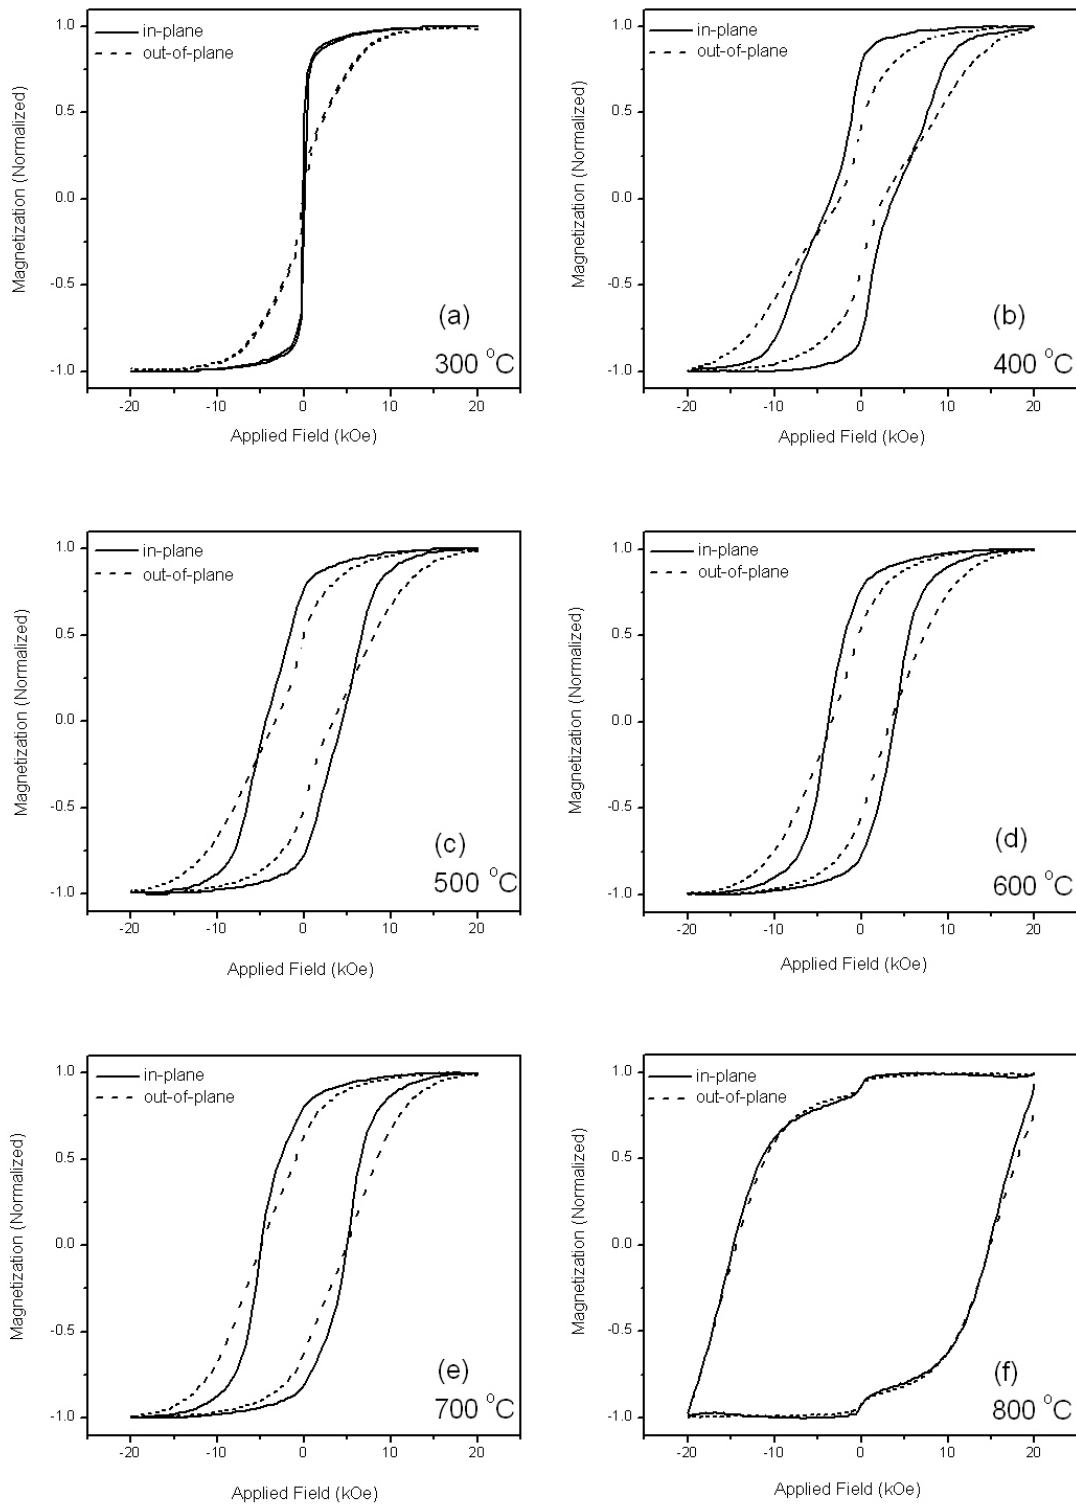 in-plane
out-of-plane
1.0
0.5
0.0
-0.5
-1.0
Magnetization (Normalized)
(a)
300 °C
-20 -10 0 10 20
Applied Field (kOe)
in-plane
out-of-plane
1.0
0.5
0.0
-0.5
-1.0
Magnetization (Normalized)
(b)
400 °C
-20 -10 0 10 20
Applied Field (kOe)
in-plane
out-of-plane
1.0
0.5
0.0
-0.5
-1.0
Magnetization (Normalized)
(c)
500 °C
-20 -10 0 10 20
Applied Field (kOe)
in-plane
out-of-plane
1.0
0.5
0.0
-0.5
-1.0
Magnetization (Normalized)
(d)
600 °C
-20 -10 0 10 20
Applied Field (kOe)
in-plane
out-of-plane
1.0
0.5
0.0
-0.5
-1.0
Magnetization (Normalized)
(e)
700 °C
-20 -10 0 10 20
Applied Field (kOe)
in-plane
out-of-plane
1.0
0.5
0.0
-0.5
-1.0
Magnetization (Normalized)
(f)
800 °C
-20 -10 0 10 20
Applied Field (kOe)